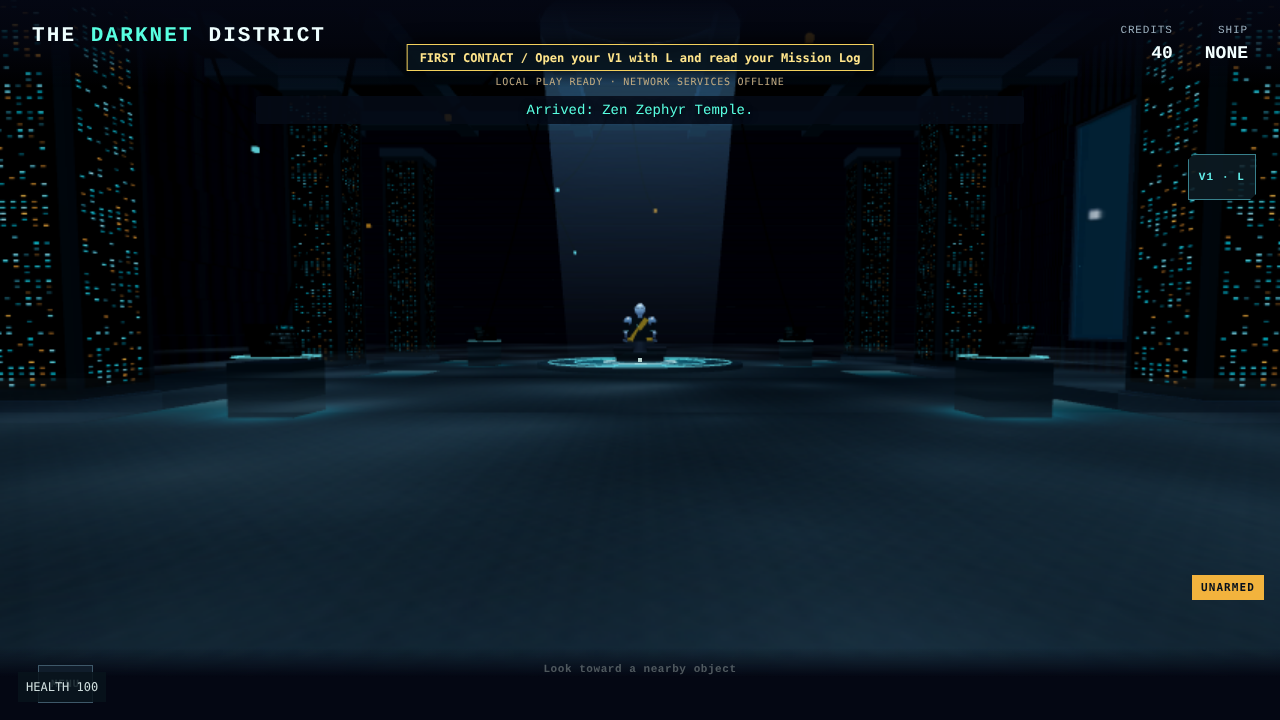 THE DARKNET DISTRICT
CREDITS
SHIP
40
NONE
FIRST CONTACT / Open your V1 with L and read your Mission Log
LOCAL PLAY READY · NETWORK SERVICES OFFLINE
Arrived: Zen Zephyr Temple.
V1 · L
UNARMED
Look toward a nearby object
HEALTH 100